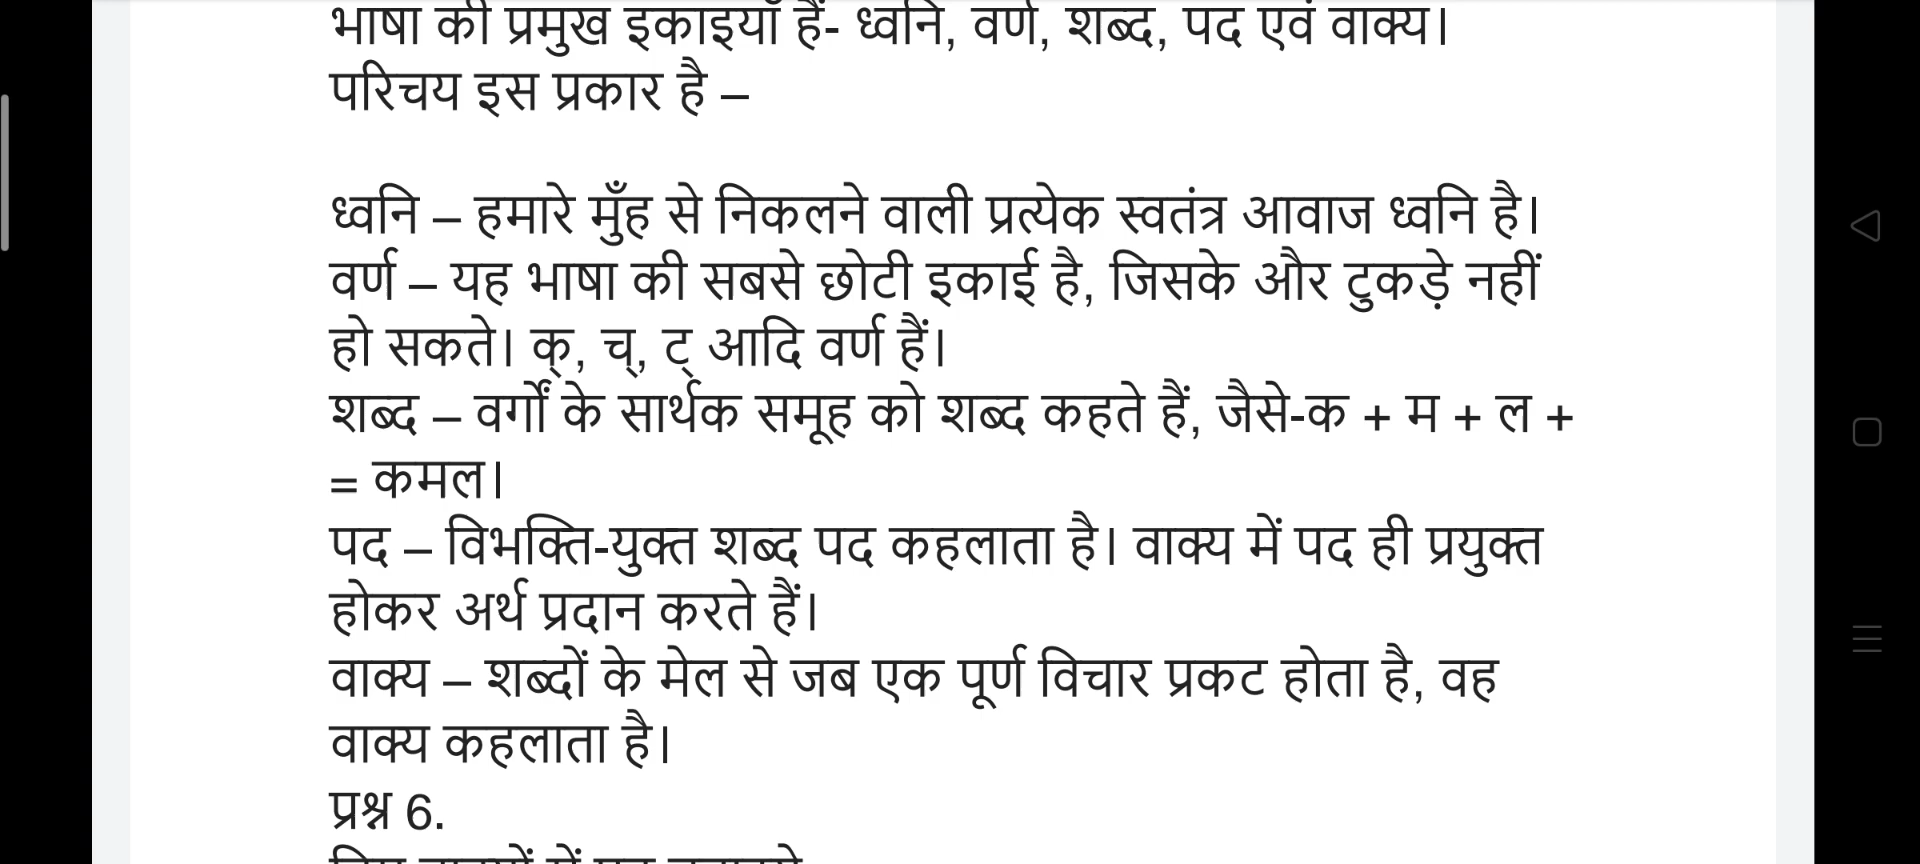 भाषा की प्रमुख इकाइयाँ हैं- ध्वनि, वर्ण, शब्द, पद एवं वाक्य।
परिचय इस प्रकार है –
ध्वनि – हमारे मुँह से निकलने वाली प्रत्येक स्वतंत्र आवाज ध्वनि है।
वर्ण – यह भाषा की सबसे छोटी इकाई है, जिसके और टुकड़े नहीं
हो सकते। क्, च्, ट् आदि वर्ण हैं।
शब्द – वर्गों के सार्थक समूह को शब्द कहते हैं, जैसे-क + म + ल +
= कमल।
पद – विभक्ति-युक्त शब्द पद कहलाता है। वाक्य में पद ही प्रयुक्त
होकर अर्थ प्रदान करते हैं।
वाक्य – शब्दों के मेल से जब एक पूर्ण विचार प्रकट होता है, वह
वाक्य कहलाता है।
प्रश्न 6.